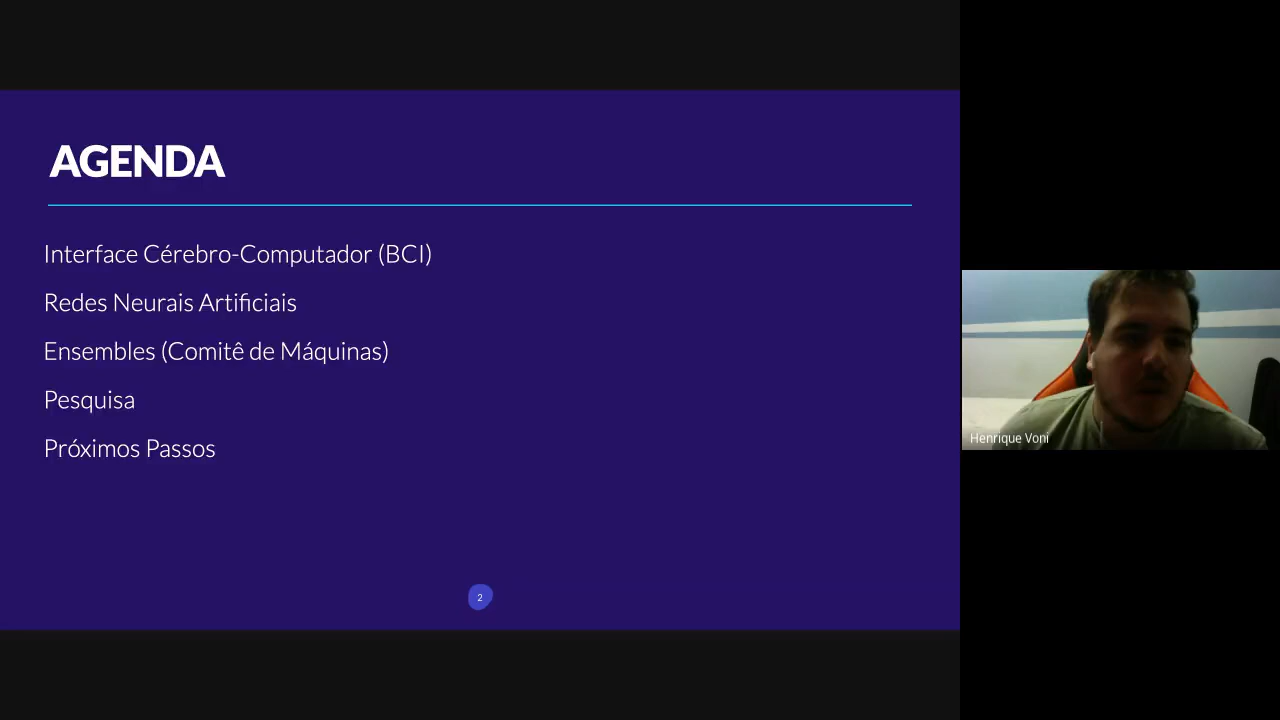 AGENDA
Interface Cérebro-Computador (BCI)
Redes Neurais Artificiais
Ensembles (Comitê de Máquinas)
Pesquisa
Próximos Passos
2
Henrique Voni